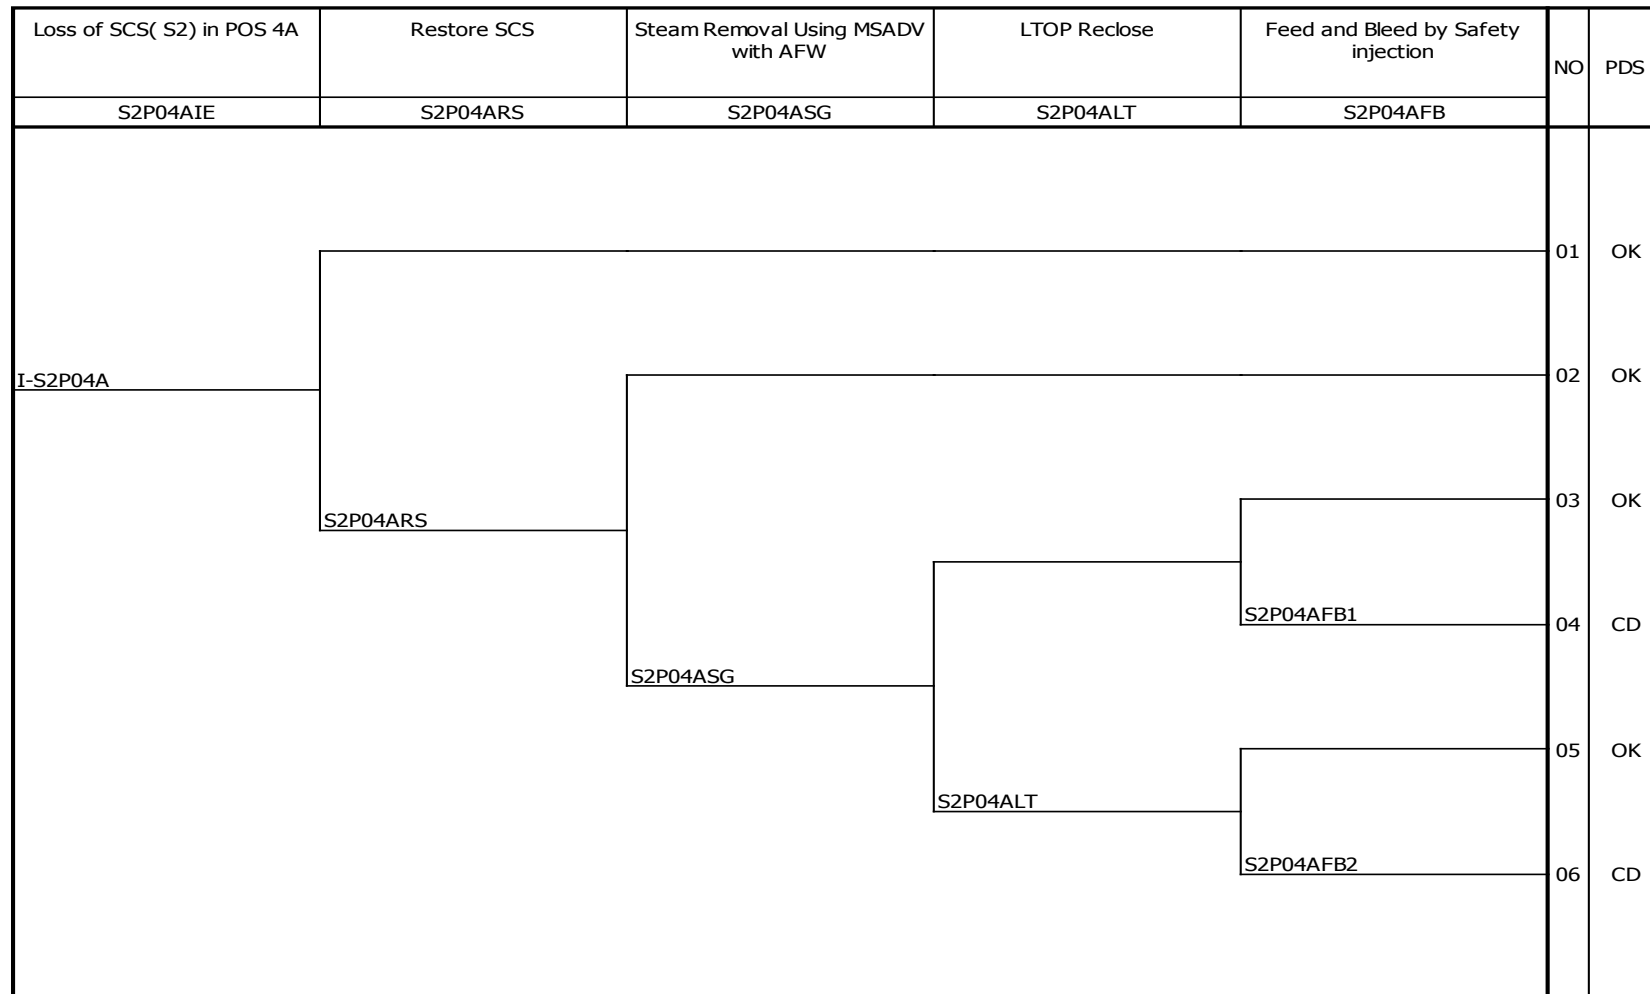 Loss of SCS( S2) in POS 4A
Restore SCS
Steam Removal Using MSADV
with AFW
LTOP Reclose
Feed and Bleed by Safety
injection
NO
PDS
S2P04AIE
S2P04ARS
S2P04ASG
S2P04ALT
S2P04AFB
01
OK
I-S2P04A
02
OK
03
OK
S2P04ARS
S2P04AFB1
04
CD
S2P04ASG
05
OK
S2P04ALT
S2P04AFB2
06
CD